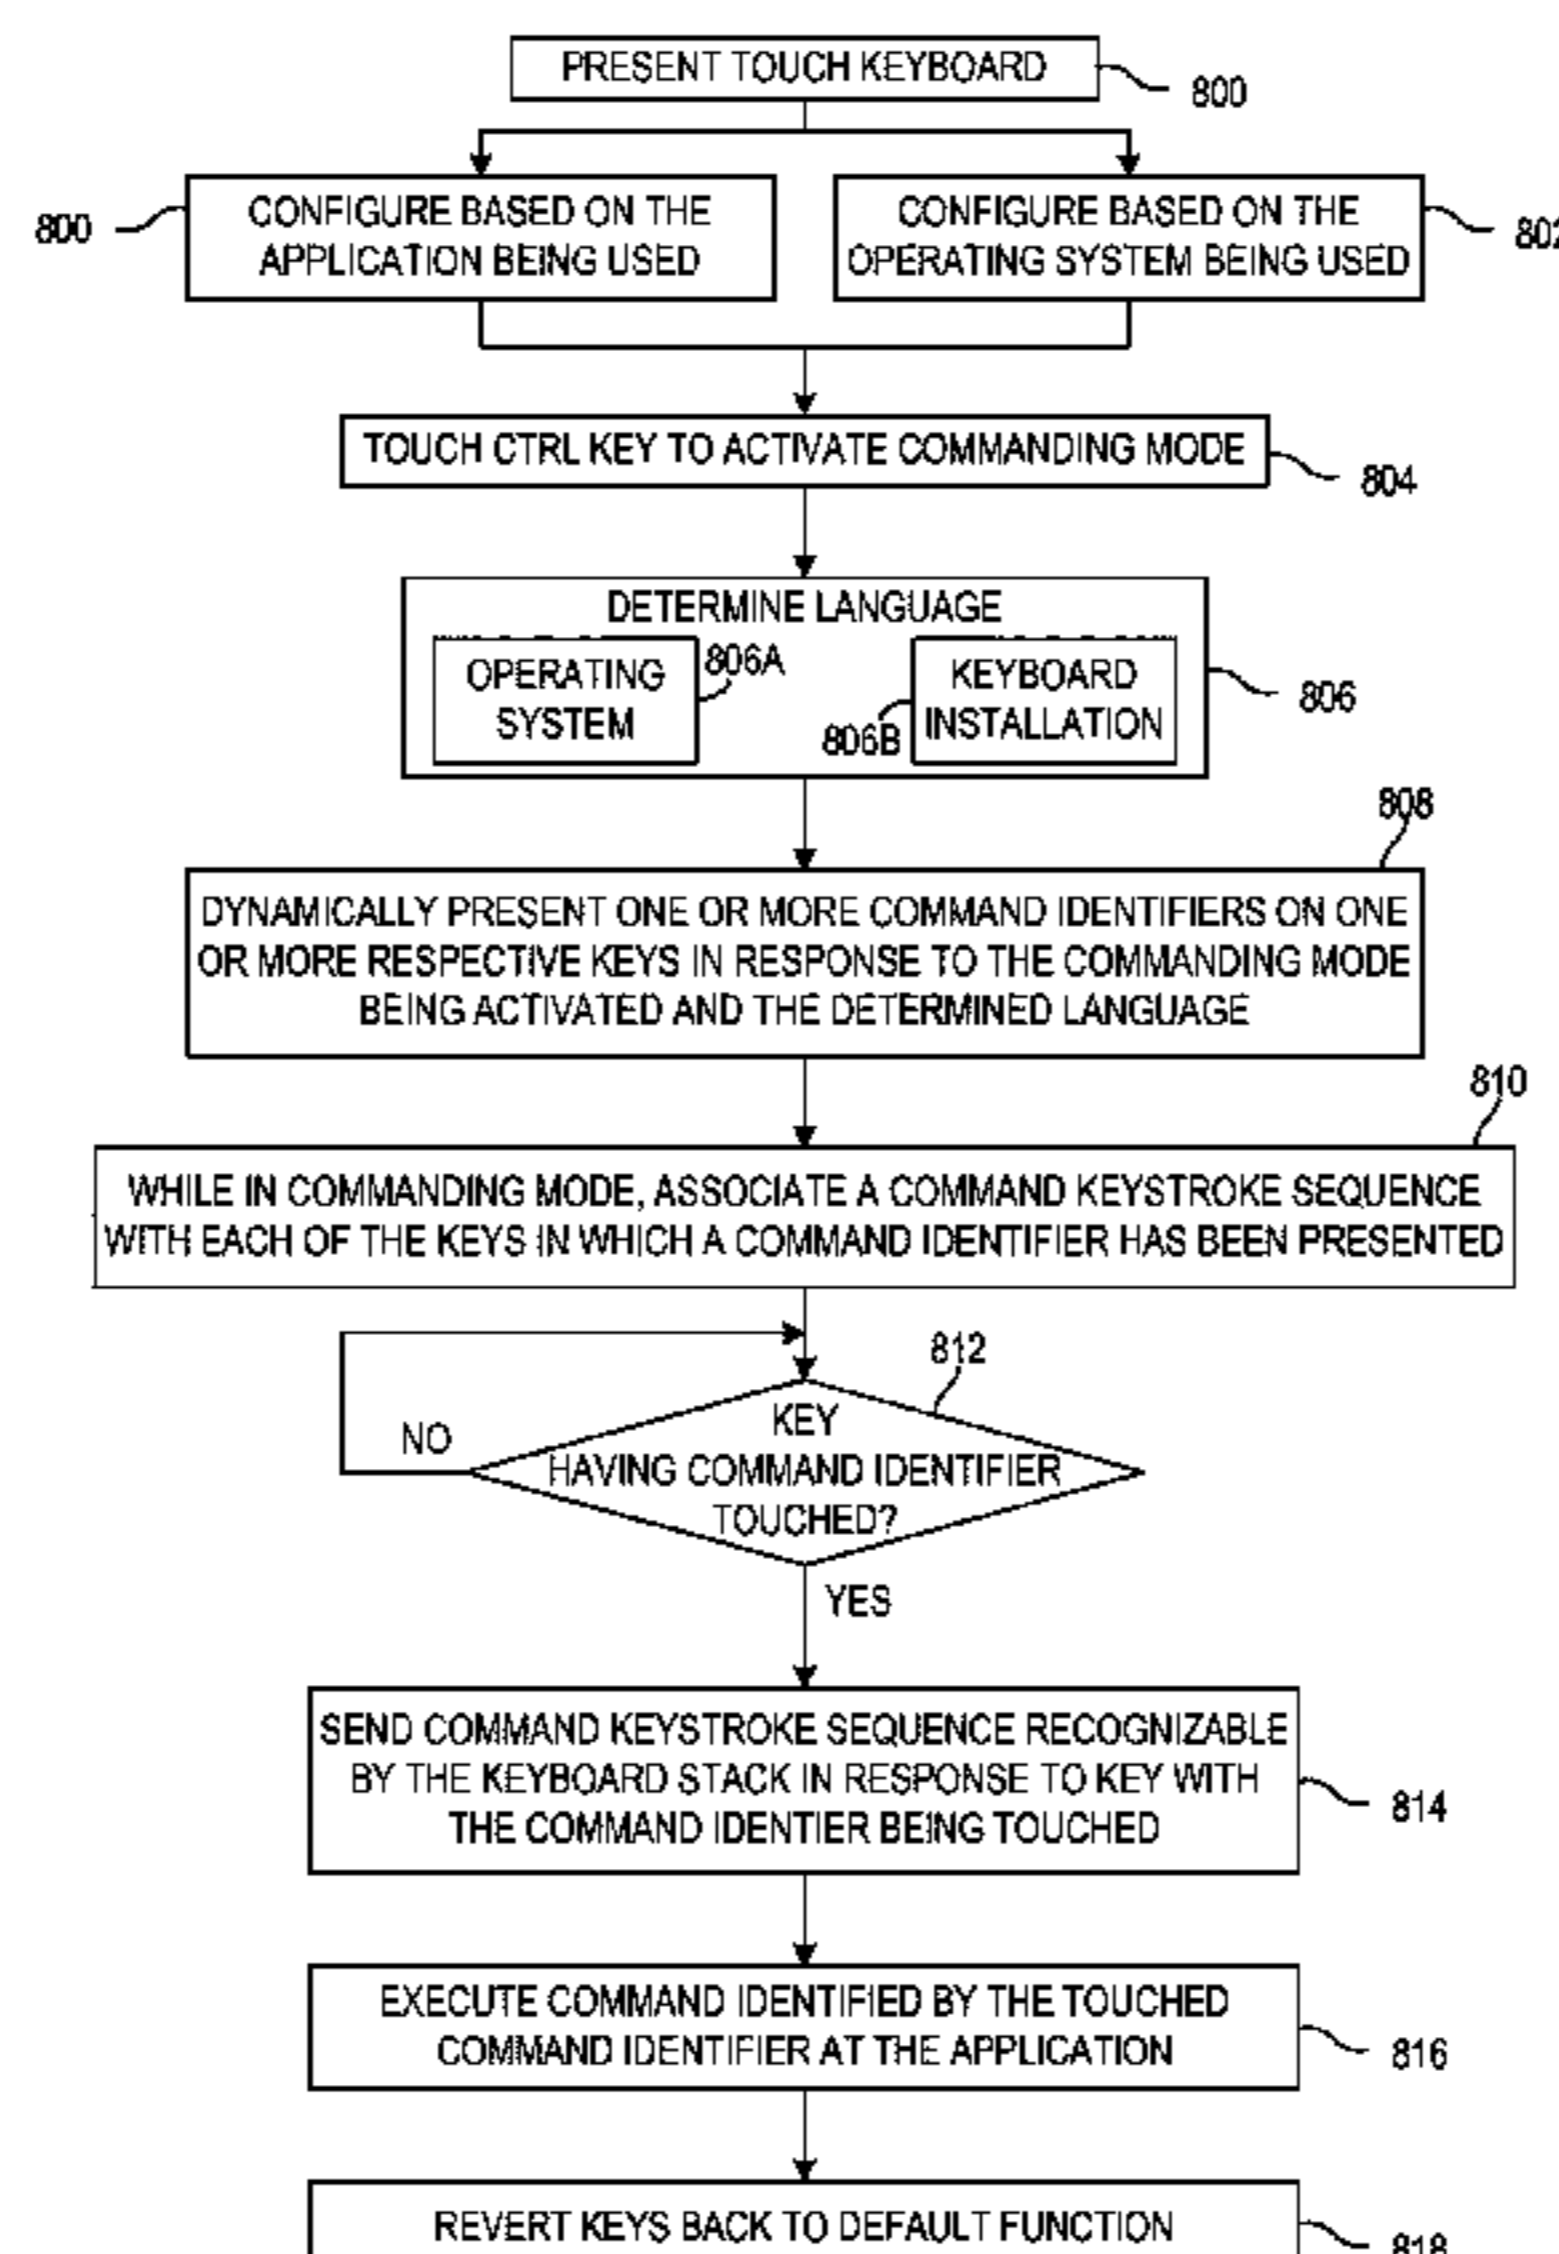 PRESENT TOUCH KEYBOARD
800
800
CONFIGURE BASED ON THE
APPLICATION BEING USED
CONFIGURE BASED ON THE
OPERATING SYSTEM BEING USED
802
TOUCH CTRL KEY TO ACTIVATE COMMANDING MODE
804
DETERMINE LANGUAGE
OPERATING
SYSTEM
806A
806B
KEYBOARD
INSTALLATION
806
808
DYNAMICALLY PRESENT ONE OR MORE COMMAND IDENTIFIERS ON ONE
OR MORE RESPECTIVE KEYS IN RESPONSE TO THE COMMANDING MODE
BEING ACTIVATED AND THE DETERMINED LANGUAGE
810
WHILE IN COMMANDING MODE, ASSOCIATE A COMMAND KEYSTROKE SEQUENCE
WITH EACH OF THE KEYS IN WHICH A COMMAND IDENTIFIER HAS BEEN PRESENTED
812
NO
KEY
HAVING COMMAND IDENTIFIER
TOUCHED?
YES
SEND COMMAND KEYSTROKE SEQUENCE RECOGNIZABLE
BY THE KEYBOARD STACK IN RESPONSE TO KEY WITH
THE COMMAND IDENTIER BEING TOUCHED
814
EXECUTE COMMAND IDENTIFIED BY THE TOUCHED
COMMAND IDENTIFIER AT THE APPLICATION
816
REVERT KEYS BACK TO DEFAULT FUNCTION
818